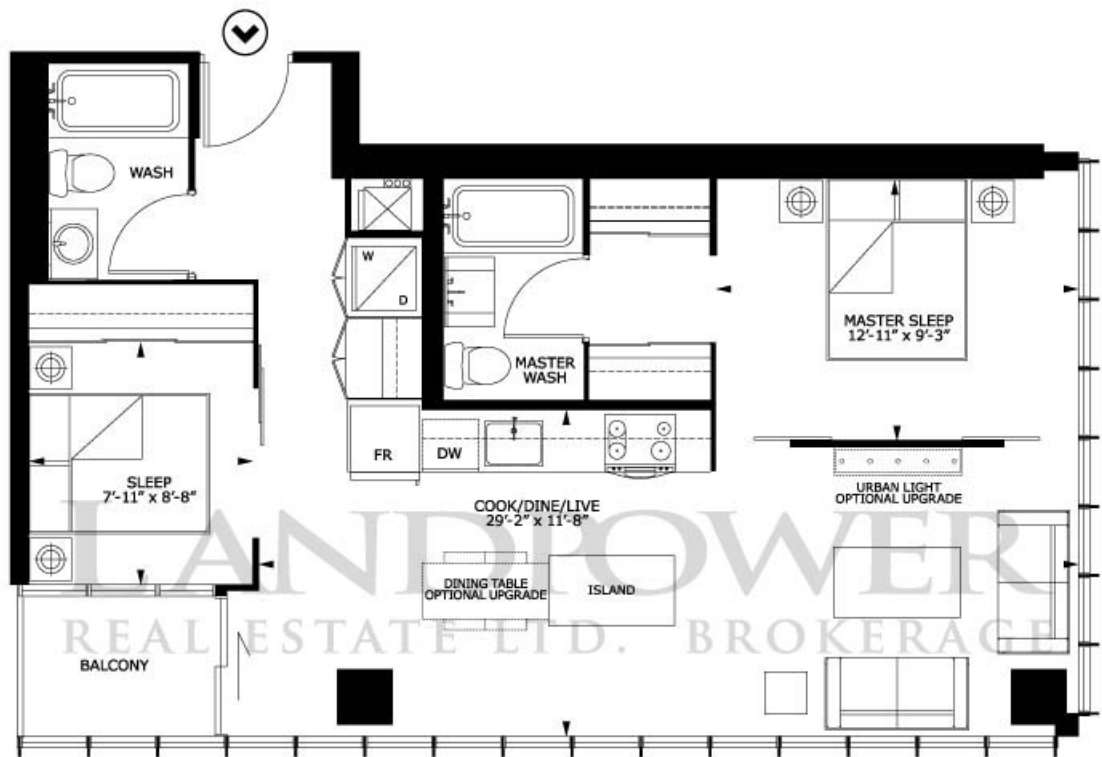 WASH
W
D
MASTER
WASH
MASTER SLEEP
12'-11" x 9'-3"
SLEEP
7'-11" x 8'-8"
FR
DW
URBAN LIGHT
OPTIONAL UPGRADE
COOK/DINE/LIVE
29'-2" x 11'-8"
DINING TABLE
OPTIONAL UPGRADE
ISLAND
BALCONY
LANDPOWER
REAL ESTATE LTD. BROKERAGE